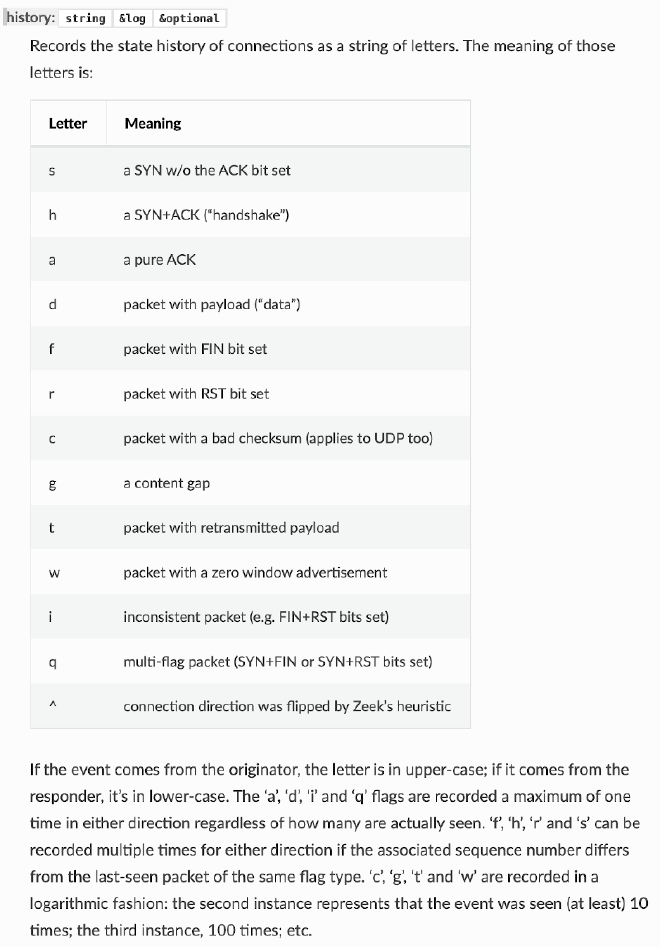 history: string &log &optional
Records the state history of connections as a string of letters. The meaning of those
letters is:
Letter Meaning
s a SYN w/o the ACK bit set
h a SYN+ACK (“handshake”)
a a pure ACK
d packet with payload (“data”)
f packet with FIN bit set
r packet with RST bit set
c packet with a bad checksum (applies to UDP too)
g a content gap
t packet with retransmitted payload
w packet with a zero window advertisement
i inconsistent packet (e.g. FIN+RST bits set)
q multi-flag packet (SYN+FIN or SYN+RST bits set)
^ connection direction was flipped by Zeek’s heuristic
If the event comes from the originator, the letter is in upper-case; if it comes from the
responder, it’s in lower-case. The ‘a’, ‘d’, ‘i’ and ‘q’ flags are recorded a maximum of one
time in either direction regardless of how many are actually seen. ‘f’, ‘h’, ‘r’ and ‘s’ can be
recorded multiple times for either direction if the associated sequence number differs
from the last-seen packet of the same flag type. ‘c’, ‘g’, ‘t’ and ‘w’ are recorded in a
logarithmic fashion: the second instance represents that the event was seen (at least) 10
times; the third instance, 100 times; etc.